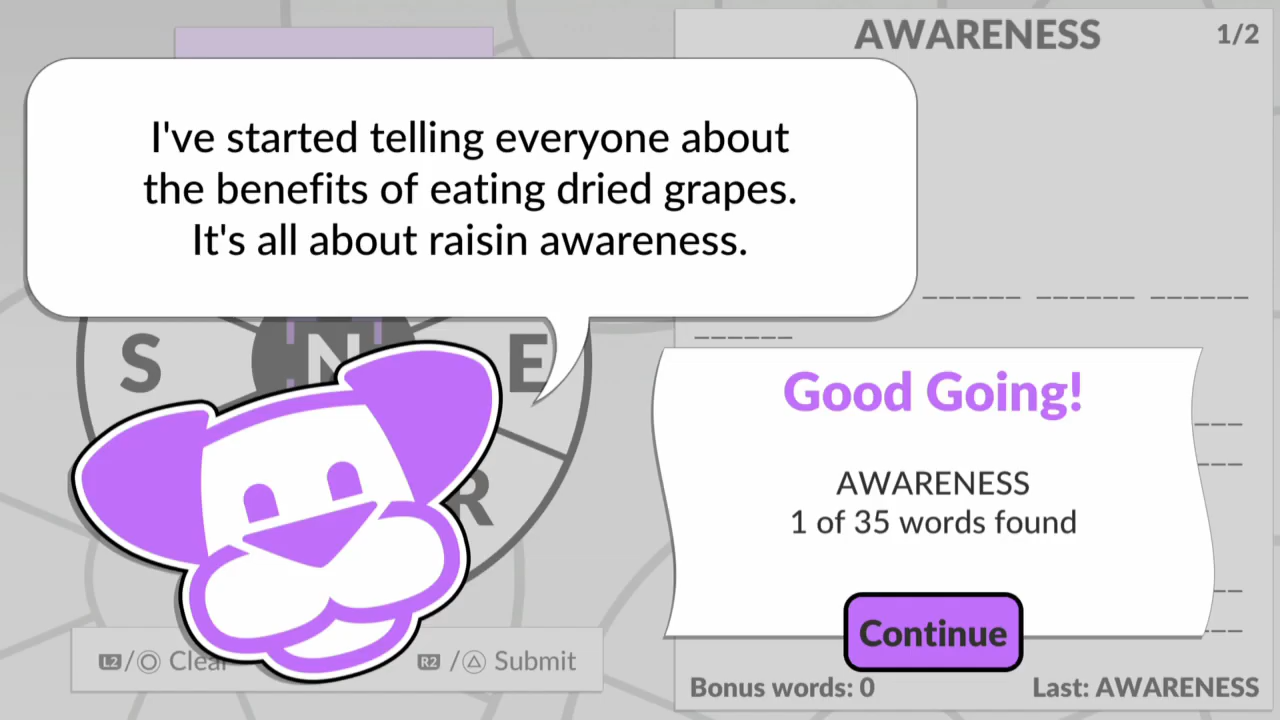 AWARENESS 1/2
I've started telling everyone about
the benefits of eating dried grapes.
It's all about raisin awareness.
S N E
R
Good Going!
AWARENESS
1 of 35 words found
Continue
L2/ Clear
R2 / Submit
Bonus words: 0
Last: AWARENESS